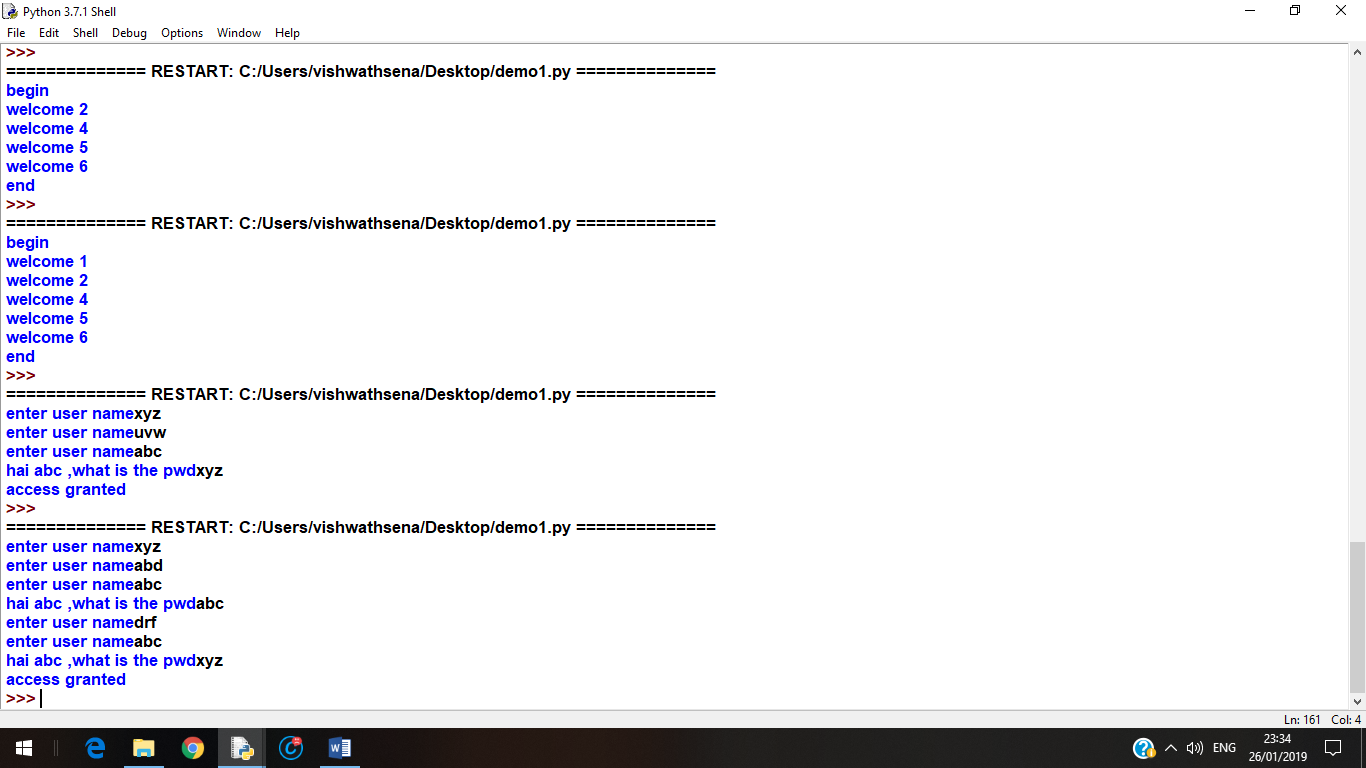 Python 3.7.1 Shell
File Edit Shell Debug Options Window Help
>>>
============== RESTART: C:/Users/vishwathsena/Desktop/demo1.py ==============
begin
welcome 2
welcome 4
welcome 5
welcome 6
end
>>>
============== RESTART: C:/Users/vishwathsena/Desktop/demo1.py ==============
begin
welcome 1
welcome 2
welcome 4
welcome 5
welcome 6
end
>>>
============== RESTART: C:/Users/vishwathsena/Desktop/demo1.py ==============
enter user namexyz
enter user nameuvw
enter user nameabc
hai abc ,what is the pwdxyz
access granted
>>>
============== RESTART: C:/Users/vishwathsena/Desktop/demo1.py ==============
enter user namexyz
enter user nameabd
enter user nameabc
hai abc ,what is the pwdabc
enter user namedrf
enter user nameabc
hai abc ,what is the pwdxyz
access granted
>>>
Ln: 161 Col: 4
ENG
23:34
26/01/2019